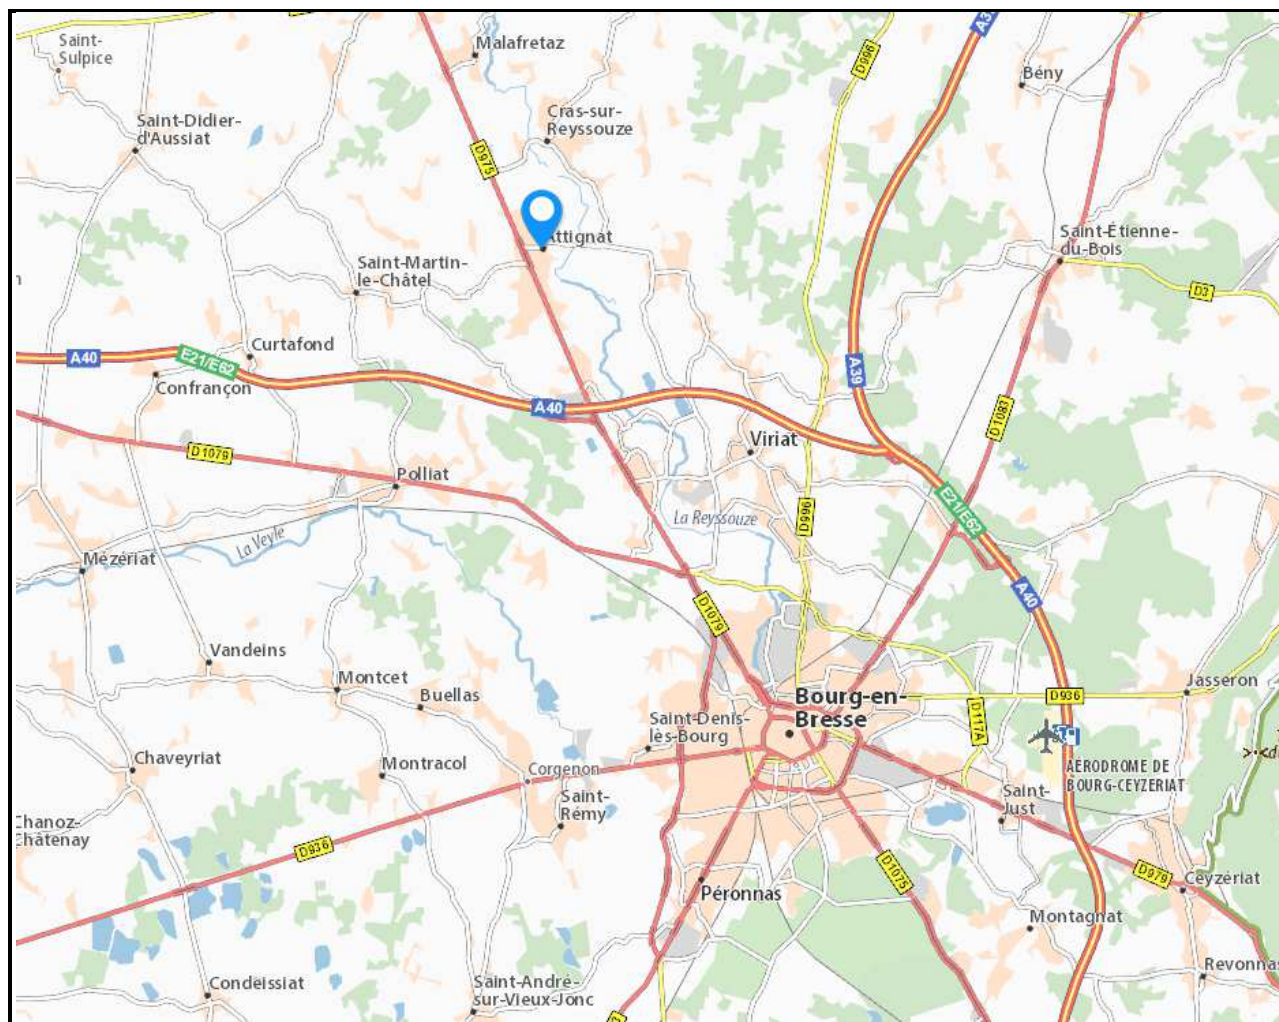 Saint-
Sulpice
Malafretaz
D996
A39
Bény
Saint-Didier-
d'Aussiat
Cras-sur-
Reyssouze
D975
Attignat
Saint-Étienne-
du-Bois
Saint-Martin-
le-Châtel
D3
A40
E21/E62
Curtafond
Confrançon
A39
A40
D1083
Viriat
D1079
Polliat
La Reyssouze
D996
E21/E62
La Veyle
Mézériat
A40
D1079
Vandeins
Montcet
Buellas
Jasseron
D936
Bourg-en-
Bresse
Saint-Denis-
lès-Bourg
D117A
Chaveyriat
Montracol
Corgenon
AÉRODROME DE
BOURG-CEYZERIAT
Saint-
Rémy
Saint-
Just
Chanoz-
Châtenay
D936
D1075
D979
Ceyzériat
Péronnas
Montagnat
Condeissiat
Saint-André-
sur-Vieux-Jonc
Revonnas